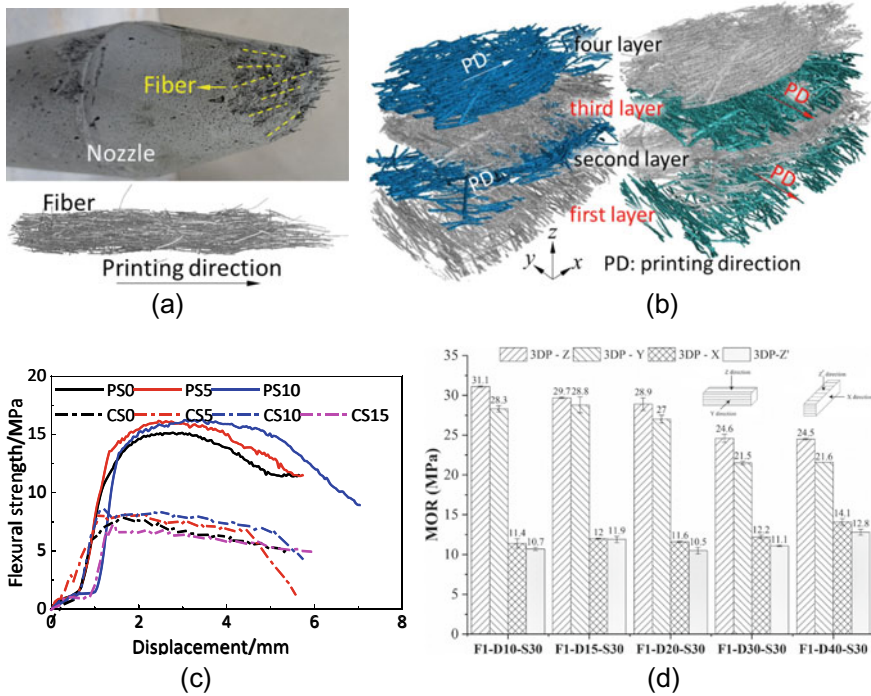 Fiber
Nozzle
Fiber
Printing direction
(a)
PD
four layer
PD
third layer
second layer
PD
PD
first layer
z
y
x
PD: printing direction
(b)
Flexural strength/MPa
20
15
10
5
0
PS0 PS5 PS10
CS0 CS5 CS10 CS15
0 2 4 6 8
Displacement/mm
(c)
MOR (MPa)
35
30
25
20
15
10
5
0
3DP - Z 3DP - Y 3DP - X 3DP-Z'
Z direction
Y direction
Z' direction
X direction
31.1 28.3 11.4 10.7
29.7 28.8 12 11.9
28.9 27 11.6 10.5
24.6 21.5 12.2 11.1
24.5 21.6 14.1 12.8
F1-D10-S30 F1-D15-S30 F1-D20-S30 F1-D30-S30 F1-D40-S30
(d)